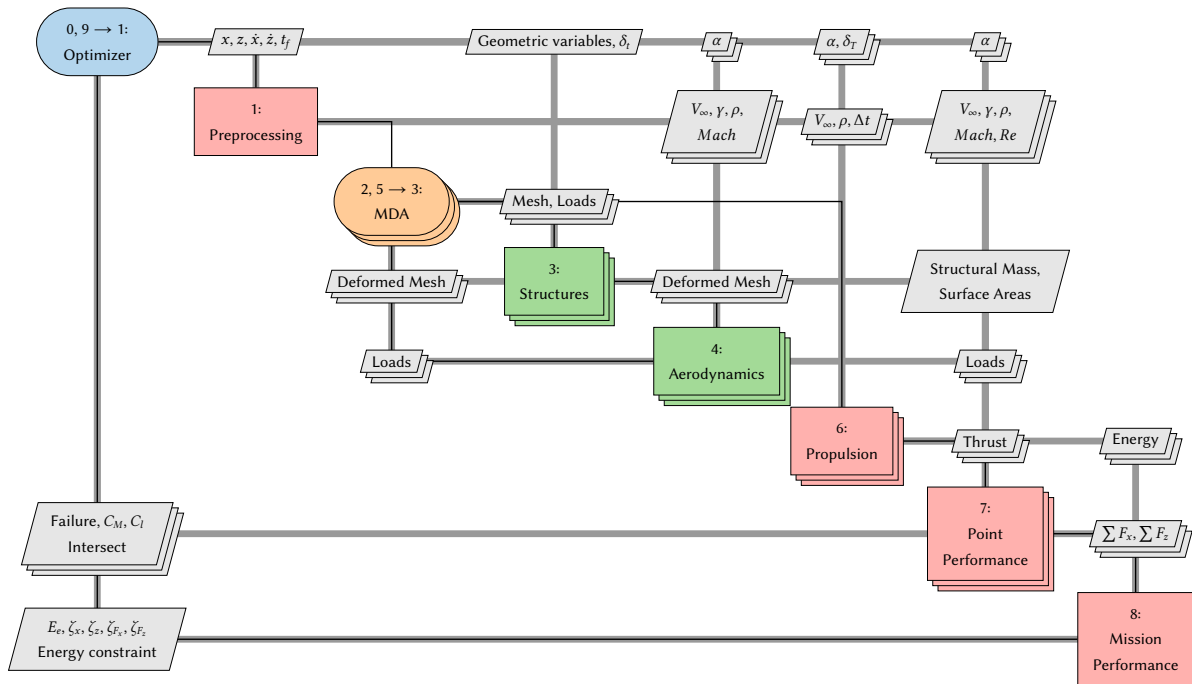 0, 9 → 1:
Optimizer
x, z, ẋ, ż, t_f
Geometric variables, δ_t
α
α, δ_T
α
1:
Preprocessing
V_∞, γ, ρ,
Mach
V_∞, ρ, Δt
V_∞, γ, ρ,
Mach, Re
2, 5 → 3:
MDA
Mesh, Loads
Deformed Mesh
3:
Structures
Deformed Mesh
Structural Mass,
Surface Areas
Loads
4:
Aerodynamics
Loads
6:
Propulsion
Thrust
Energy
Failure, C_M, C_l
Intersect
7:
Point
Performance
∑ F_x, ∑ F_z
E_e, ζ_x, ζ_z, ζ_{F_x}, ζ_{F_z}
Energy constraint
8:
Mission
Performance